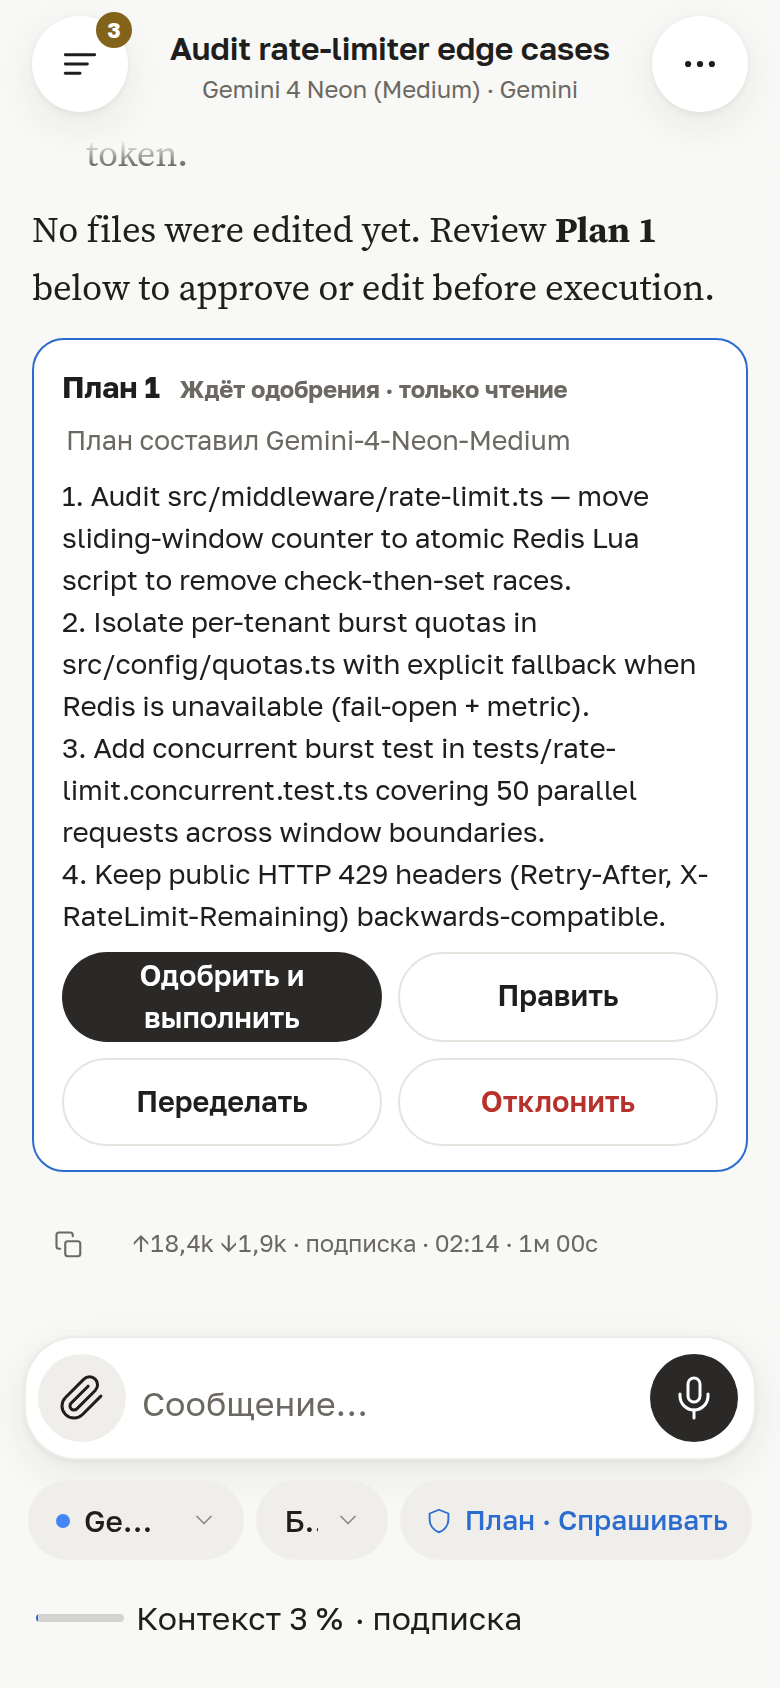 3
Audit rate-limiter edge cases
Gemini 4 Neon (Medium) · Gemini
token.
No files were edited yet. Review Plan 1
below to approve or edit before execution.
План 1 Ждёт одобрения · только чтение
План составил Gemini-4-Neon-Medium
1. Audit src/middleware/rate-limit.ts — move
sliding-window counter to atomic Redis Lua
script to remove check-then-set races.
2. Isolate per-tenant burst quotas in
src/config/quotas.ts with explicit fallback when
Redis is unavailable (fail-open + metric).
3. Add concurrent burst test in tests/rate-
limit.concurrent.test.ts covering 50 parallel
requests across window boundaries.
4. Keep public HTTP 429 headers (Retry-After, X-
RateLimit-Remaining) backwards-compatible.
Одобрить и
выполнить
Править
Переделать
Отклонить
↑18,4k ↓1,9k · подписка · 02:14 · 1м 00с
Сообщение...
Ge...
Б..
План · Спрашивать
Контекст 3 % · подписка